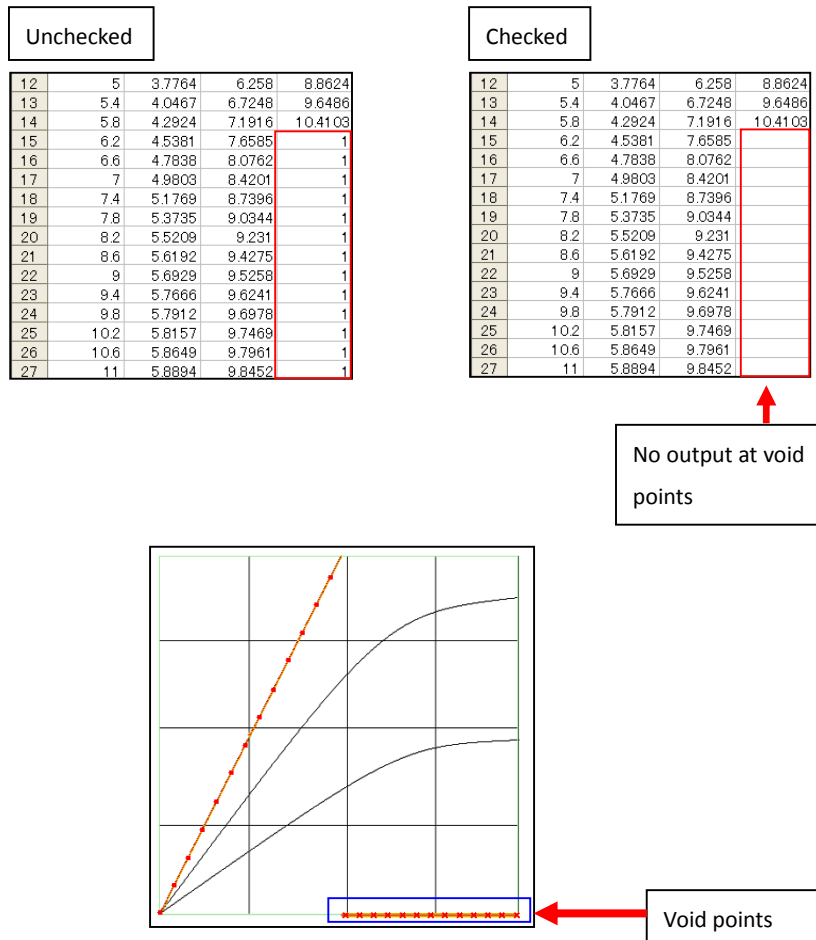 Unchecked
12 5 3.7764 6.258 8.8624
13 5.4 4.0467 6.7248 9.6486
14 5.8 4.2924 7.1916 10.4103
15 6.2 4.5381 7.6585 1
16 6.6 4.7838 8.0762 1
17 7 4.9803 8.4201 1
18 7.4 5.1769 8.7396 1
19 7.8 5.3735 9.0344 1
20 8.2 5.5209 9.231 1
21 8.6 5.6192 9.4275 1
22 9 5.6929 9.5258 1
23 9.4 5.7666 9.6241 1
24 9.8 5.7912 9.6978 1
25 10.2 5.8157 9.7469 1
26 10.6 5.8649 9.7961 1
27 11 5.8894 9.8452 1
Checked
12 5 3.7764 6.258 8.8624
13 5.4 4.0467 6.7248 9.6486
14 5.8 4.2924 7.1916 10.4103
15 6.2 4.5381 7.6585
16 6.6 4.7838 8.0762
17 7 4.9803 8.4201
18 7.4 5.1769 8.7396
19 7.8 5.3735 9.0344
20 8.2 5.5209 9.231
21 8.6 5.6192 9.4275
22 9 5.6929 9.5258
23 9.4 5.7666 9.6241
24 9.8 5.7912 9.6978
25 10.2 5.8157 9.7469
26 10.6 5.8649 9.7961
27 11 5.8894 9.8452
No output at void
points
Void points